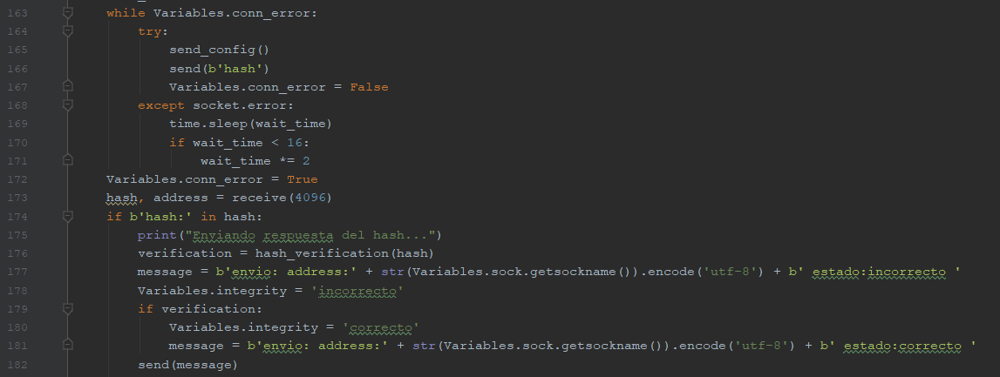 163 while Variables.conn_error:
164 try:
165 send_config()
166 send(b'hash')
167 Variables.conn_error = False
168 except socket.error:
169 time.sleep(wait_time)
170 if wait_time < 16:
171 wait_time *= 2
172 Variables.conn_error = True
173 hash, address = receive(4096)
174 if b'hash:' in hash:
175 print("Enviando respuesta del hash...")
176 verification = hash_verification(hash)
177 message = b'envio: address:' + str(Variables.sock.getsockname()).encode('utf-8') + b' estado:incorrecto '
178 Variables.integrity = 'incorrecto'
179 if verification:
180 Variables.integrity = 'correcto'
181 message = b'envio: address:' + str(Variables.sock.getsockname()).encode('utf-8') + b' estado:correcto '
182 send(message)